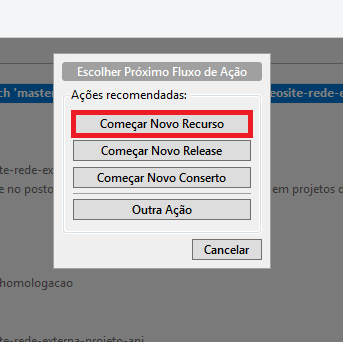 Escolher Próximo Fluxo de Ação
ch 'master
eosite-rede-e
Ações recomendadas:
Começar Novo Recurso
Começar Novo Release
te-rede-ex
Começar Novo Conserto
e no posto
em projetos d
Outra Ação
Cancelar
homologacao
ite-rede-externa-projeto-api